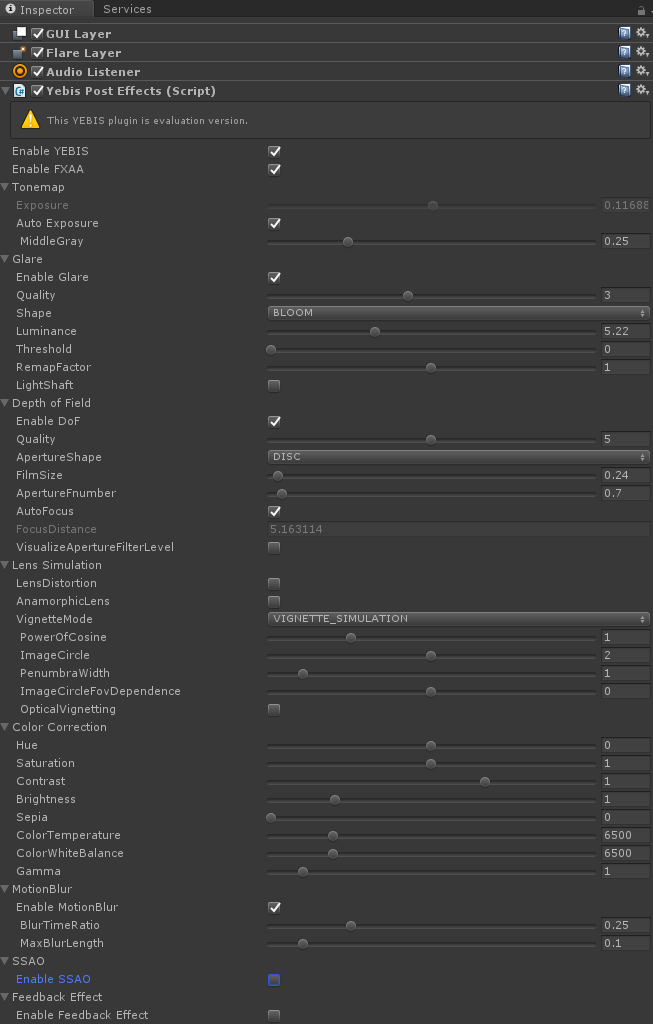 Inspector Services
GUI Layer
Flare Layer
Audio Listener
Yebis Post Effects (Script)
This YEBIS plugin is evaluation version.
Enable YEBIS
Enable FXAA
Tonemap
Exposure 0.11688
Auto Exposure
MiddleGray 0.25
Glare
Enable Glare
Quality 3
Shape BLOOM
Luminance 5.22
Threshold 0
RemapFactor 1
LightShaft
Depth of Field
Enable DoF
Quality 5
ApertureShape DISC
FilmSize 0.24
ApertureFnumber 0.7
AutoFocus
FocusDistance 5.163114
VisualizeApertureFilterLevel
Lens Simulation
LensDistortion
AnamorphicLens
VignetteMode VIGNETTE_SIMULATION
PowerOfCosine 1
ImageCircle 2
PenumbraWidth 1
ImageCircleFovDependence 0
OpticalVignetting
Color Correction
Hue 0
Saturation 1
Contrast 1
Brightness 1
Sepia 0
ColorTemperature 6500
ColorWhiteBalance 6500
Gamma 1
MotionBlur
Enable MotionBlur
BlurTimeRatio 0.25
MaxBlurLength 0.1
SSAO
Enable SSAO
Feedback Effect
Enable Feedback Effect